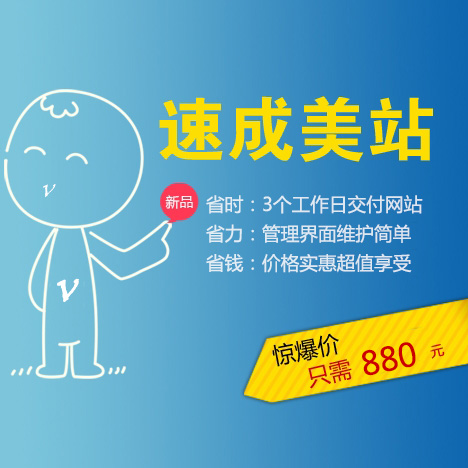 速成美站
新品
省时：3个工作日交付网站
省力：管理界面维护简单
省钱：价格实惠超值享受
v
v
惊爆价
只需 880 元